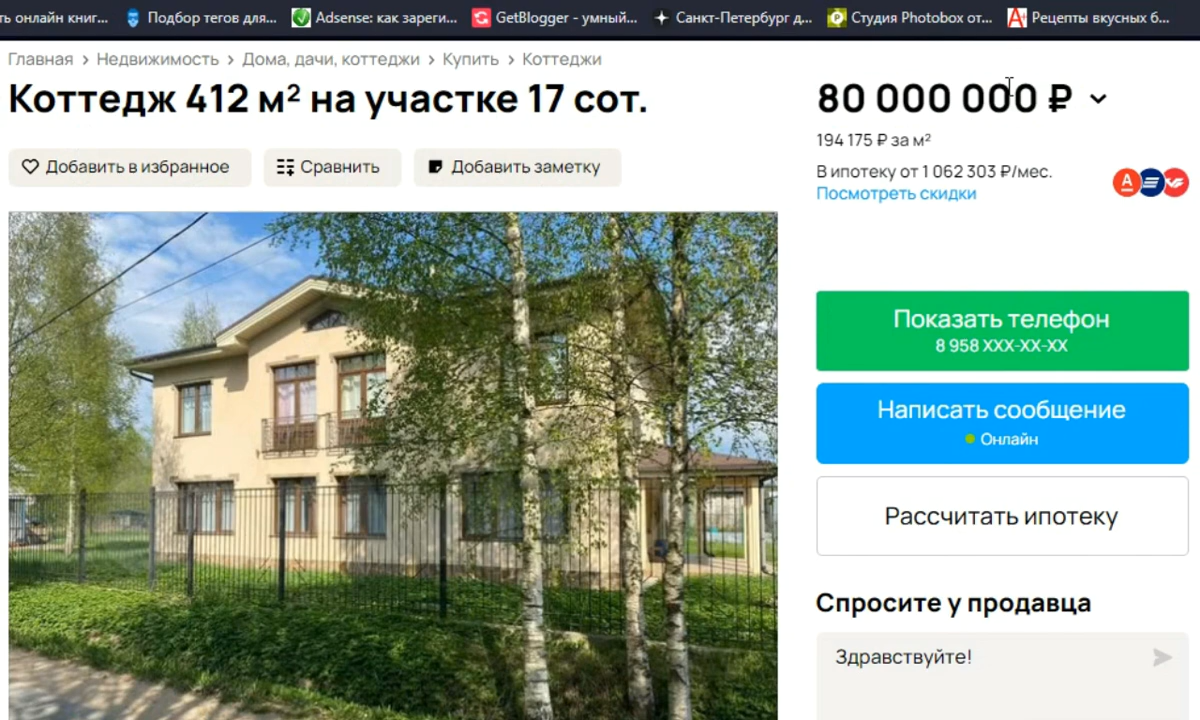 ть онлайн книг...
Подбор тегов для...
Adsense: как зареги...
GetBlogger - умный...
Санкт-Петербург д...
Студия Photobox от...
Рецепты вкусных б...
Главная > Недвижимость > Дома, дачи, коттеджи > Купить > Коттеджи
Коттедж 412 м² на участке 17 сот.
Добавить в избранное
Сравнить
Добавить заметку
80 000 000 ₽
194 175 ₽ за м²
В ипотеку от 1 062 303 ₽/мес.
Посмотреть скидки
Показать телефон
8 958 XXX-XX-XX
Написать сообщение
Онлайн
Рассчитать ипотеку
Спросите у продавца
Здравствуйте!